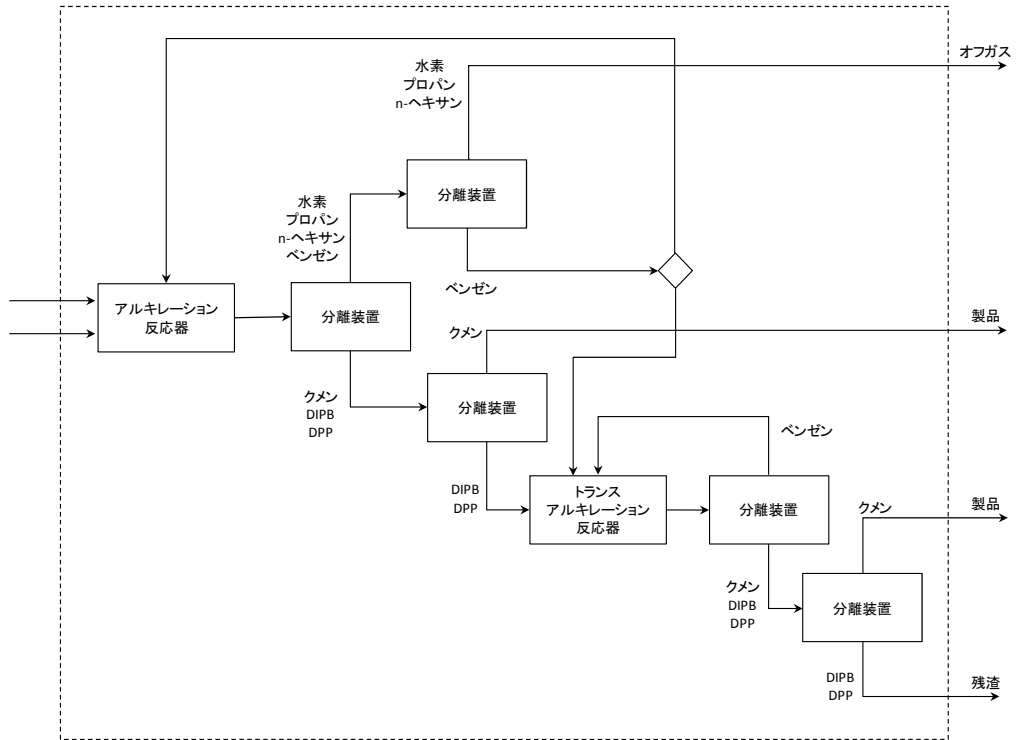 オフガス
水素
プロパン
n-ヘキサン
分離装置
水素
プロパン
n-ヘキサン
ベンゼン
ベンゼン
アルキレーション
反応器
分離装置
製品
クメン
クメン
DIPB
DPP
分離装置
ベンゼン
DIPB
DPP
トランス
アルキレーション
反応器
分離装置
製品
クメン
クメン
DIPB
DPP
分離装置
DIPB
DPP
残渣